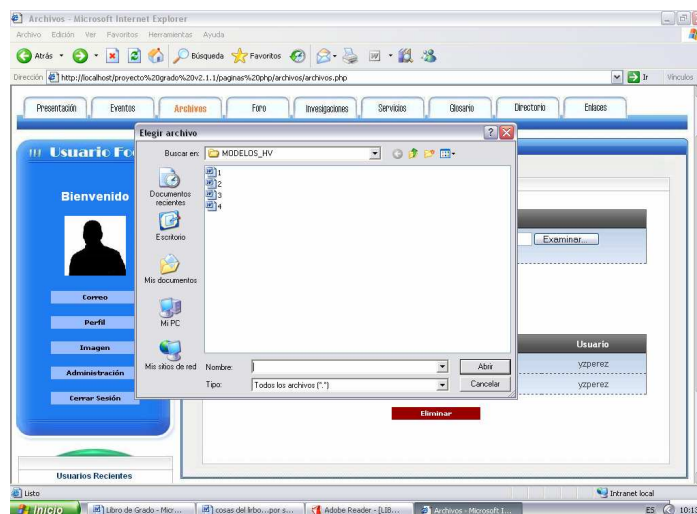 Archivos - Microsoft Internet Explorer
Archivo Edición Ver Favoritos Herramientas Ayuda
Atrás Búsqueda Favoritos
Dirección http://localhost/proyecto%20grado%20v2.1.1/paginas%20php/archivos/archivos.php Ir Vínculos
Presentación Eventos Archivos Foro Investigaciones Servicios Glosario Directorio Enlaces
Elegir archivo
Usuario
Buscar en: MODELOS_HV
Bienvenido
1
2
3
4
Documentos recientes
Escritorio
Mis documentos
Mi PC
Mis sitios de red
Examinar...
Correo
Perfil
Imagen
Administración
Cerrar Sesión
Nombre: Abrir
Tipo: Todos los archivos (*.*) Cancelar
Usuario
yzperez
yzperez
Eliminar
Usuarios Recientes
Listo Intranet local
Inicio Libro de Grado - Micr... cosas del lirbo...por s... Adobe Reader - [LIB... Archivos - Microsoft I... ES